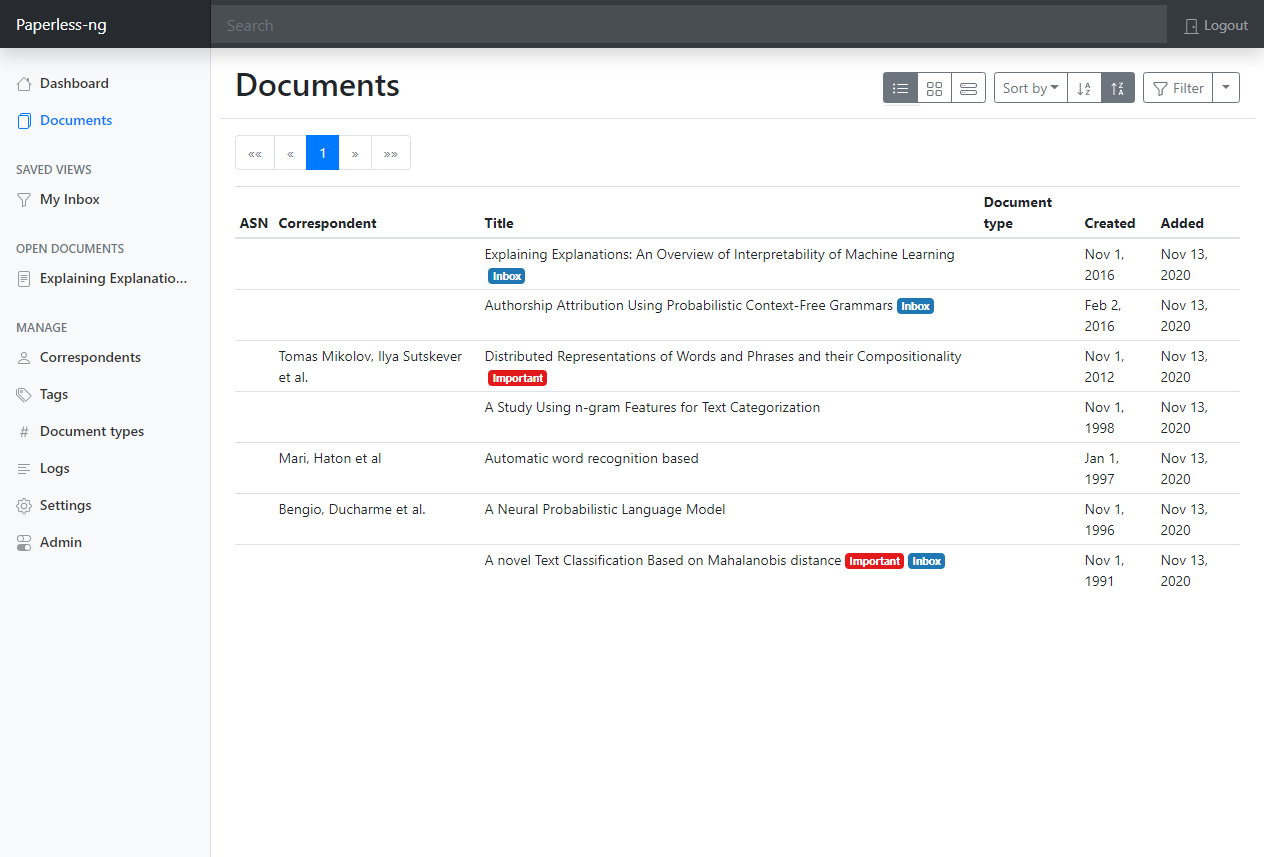 Paperless-ng
Search
Logout
Dashboard
Documents
SAVED VIEWS
My Inbox
OPEN DOCUMENTS
Explaining Explanatio...
MANAGE
Correspondents
Tags
# Document types
Logs
Settings
Admin
Documents
Sort by
Filter
«« « 1 » »»
ASN Correspondent Title Document type Created Added
Explaining Explanations: An Overview of Interpretability of Machine Learning Nov 1, Nov 13,
Inbox 2016 2020
Authorship Attribution Using Probabilistic Context-Free Grammars Inbox Feb 2, Nov 13,
2016 2020
Tomas Mikolov, Ilya Sutskever Distributed Representations of Words and Phrases and their Compositionality Nov 1, Nov 13,
et al. Important 2012 2020
A Study Using n-gram Features for Text Categorization Nov 1, Nov 13,
1998 2020
Mari, Haton et al Automatic word recognition based Jan 1, Nov 13,
1997 2020
Bengio, Ducharme et al. A Neural Probabilistic Language Model Nov 1, Nov 13,
1996 2020
A novel Text Classification Based on Mahalanobis distance Important Inbox Nov 1, Nov 13,
1991 2020